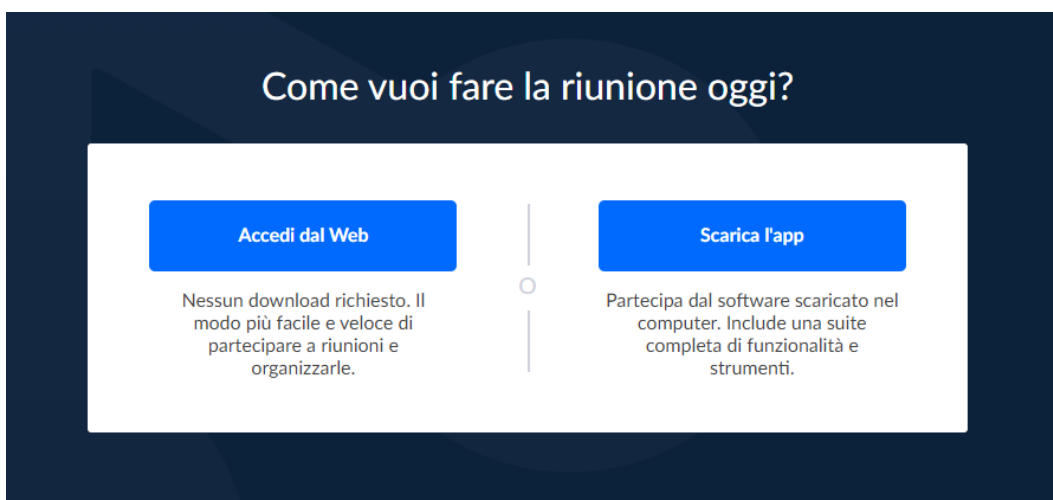 Come vuoi fare la riunione oggi?
Accedi dal Web
Nessun download richiesto. Il
modo più facile e veloce di
partecipare a riunioni e
organizzarle.
O
Scarica l'app
Partecipa dal software scaricato nel
computer. Include una suite
completa di funzionalità e
strumenti.